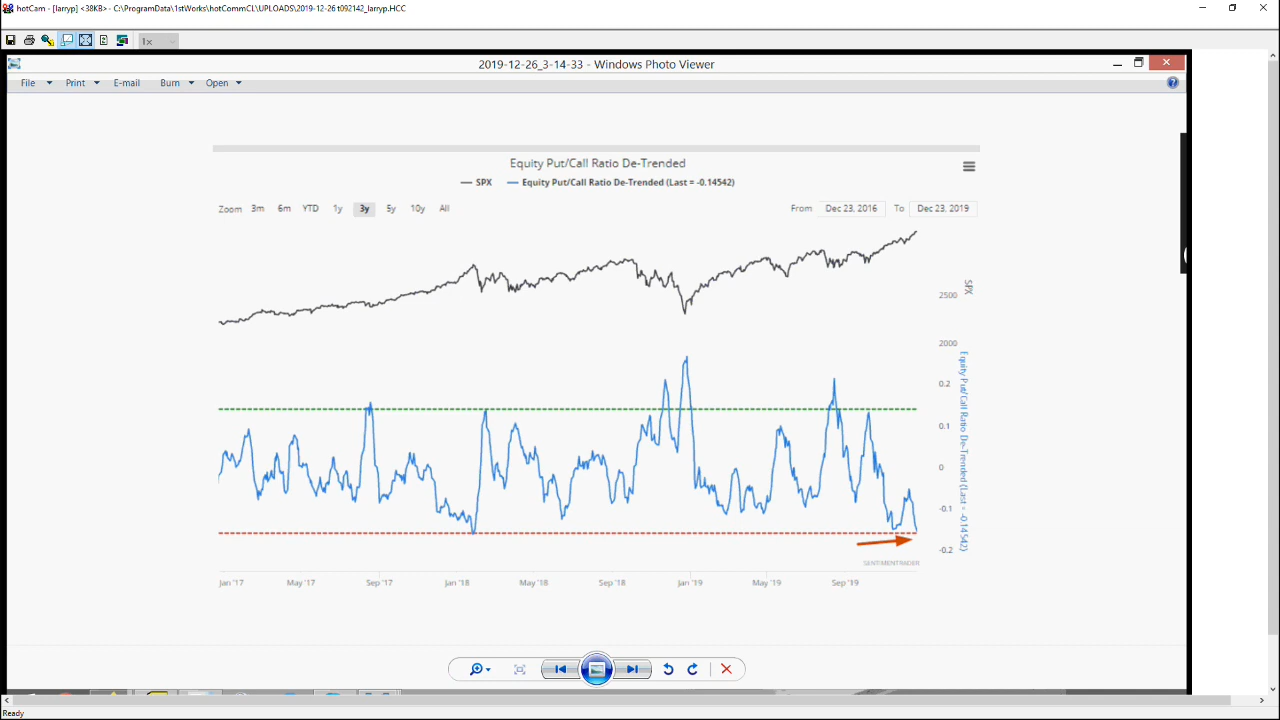 hotCam - [larryp] <38KB> - C:\ProgramData\1stWorks\hotCommCL\UPLOADS\2019-12-26 t092142_larryp.HCC
1x
2019-12-26_3-14-33 - Windows Photo Viewer
File Print E-mail Burn Open
Equity Put/Call Ratio De-Trended
SPX Equity Put/Call Ratio De-Trended (Last = -0.14542)
Zoom 3m 6m YTD 1y 3y 5y 10y All From Dec 23, 2016 To Dec 23, 2019
SPX
2500
2000
0.2
0.1
0
-0.1
-0.2
Equity Put/Call Ratio De-Trended (Last = -0.14542)
SENTIMENTRADER
Jan '17 May '17 Sep '17 Jan '18 May '18 Sep '18 Jan '19 May '19 Sep '19
Ready